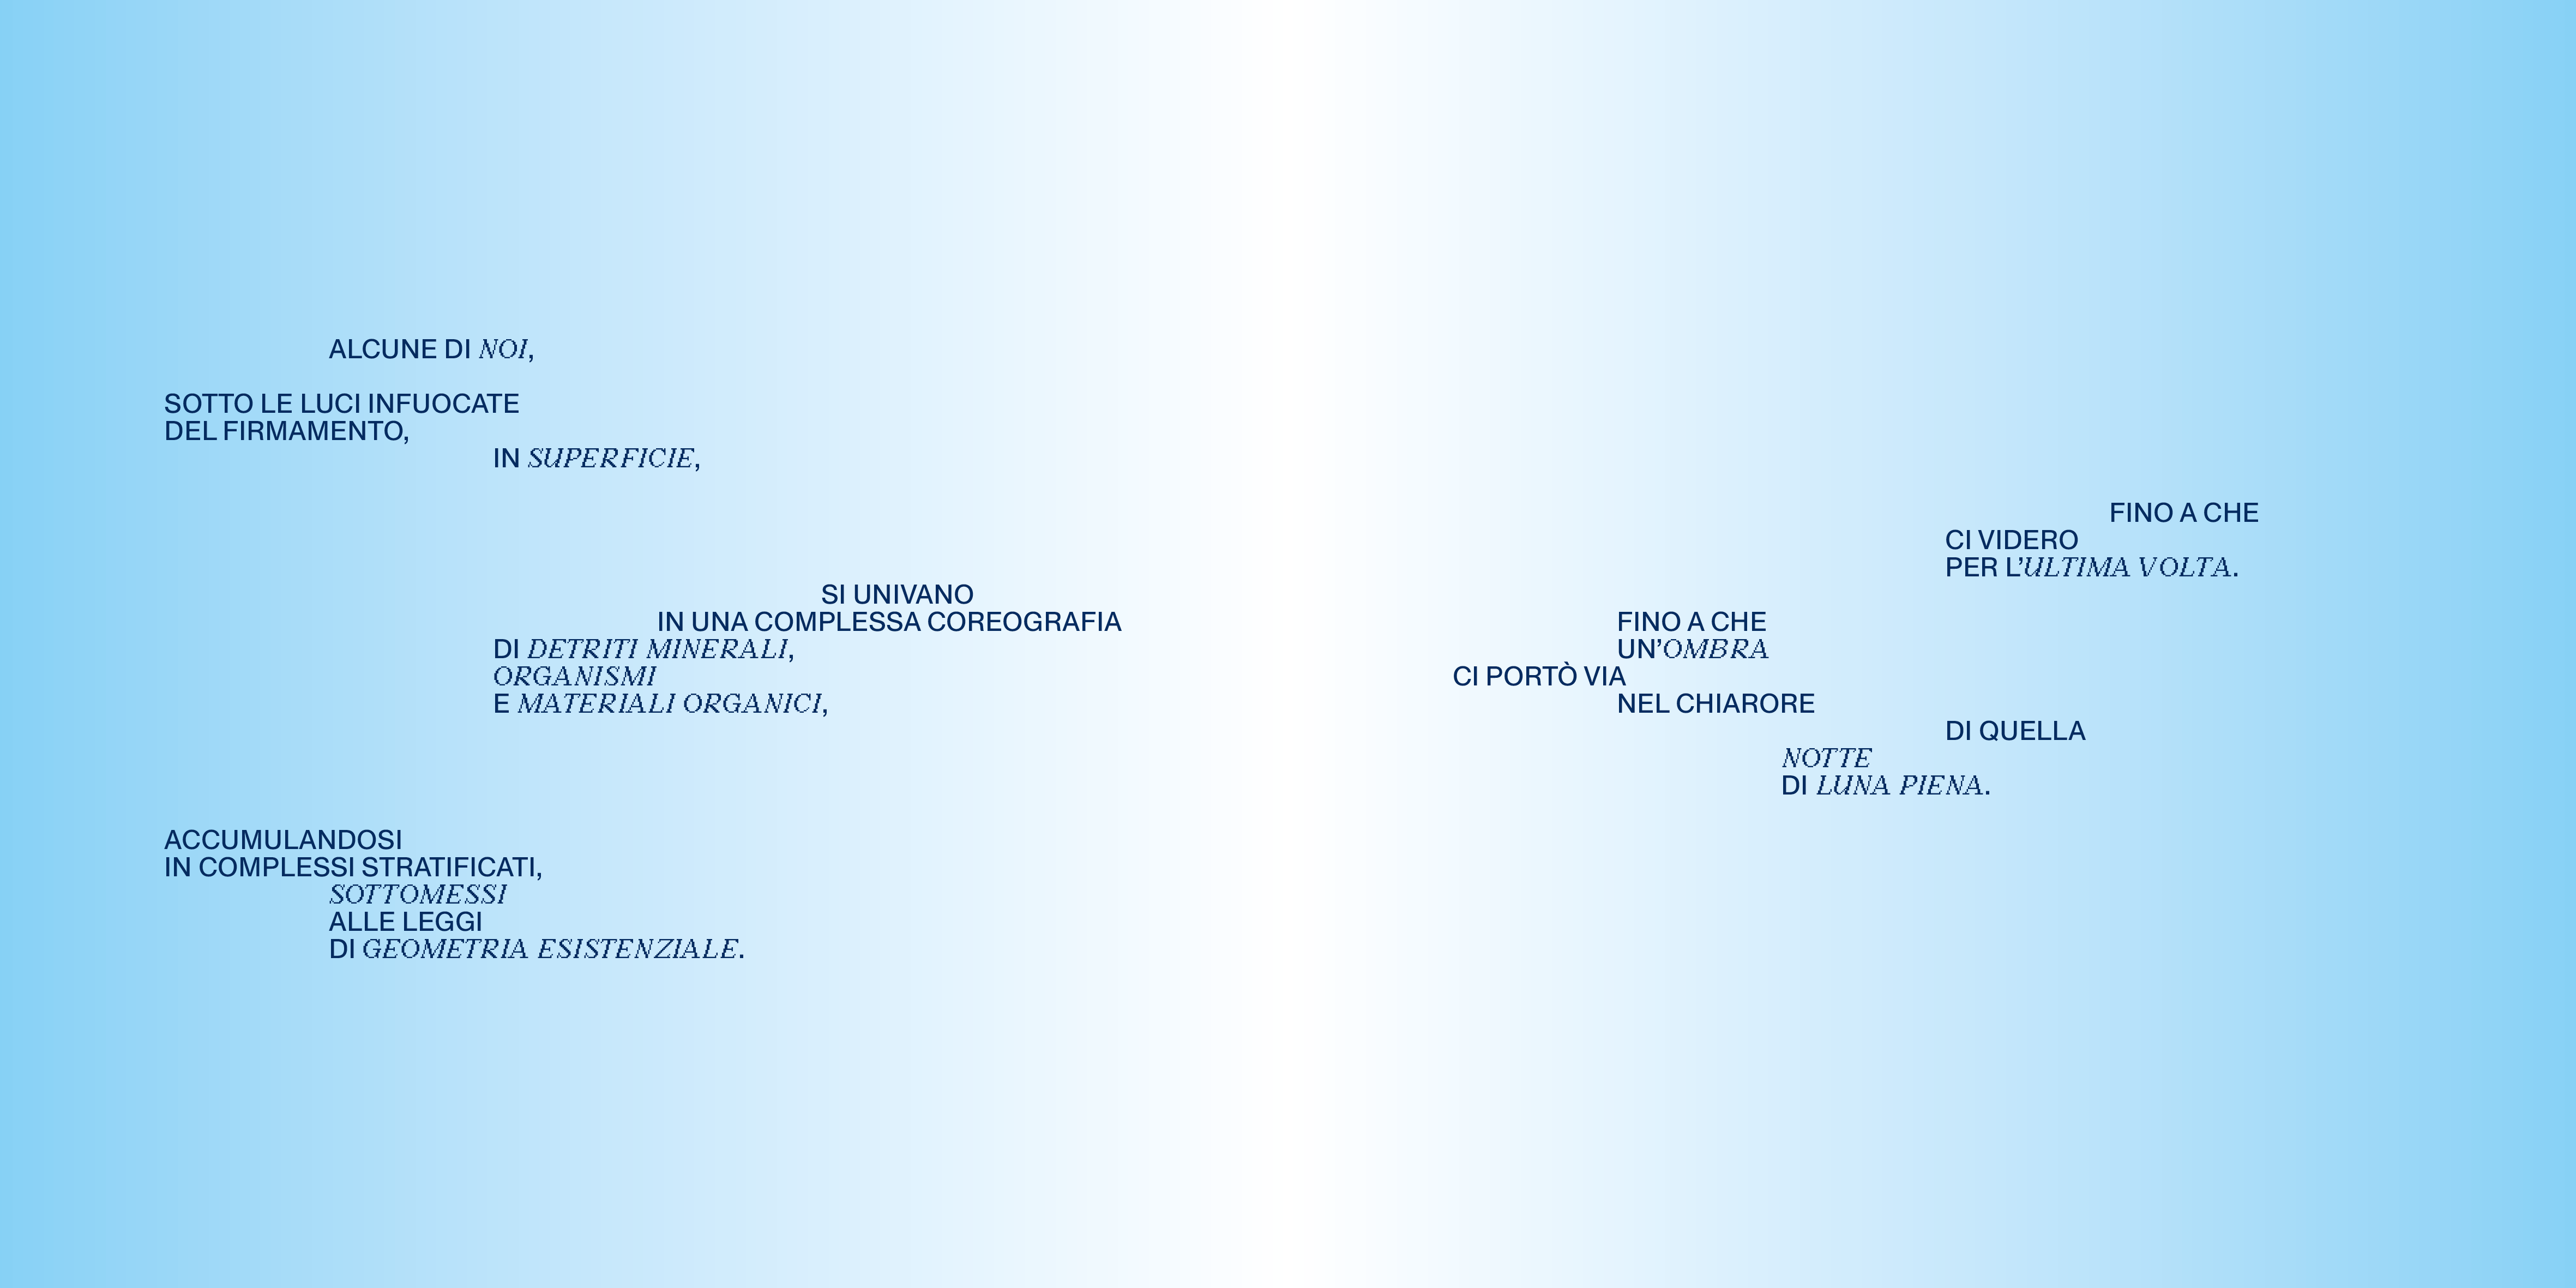 ALCUNE DI NOI,
SOTTO LE LUCI INFUOCATE
DEL FIRMAMENTO,
IN SUPERFICIE,
SI UNIVANO
IN UNA COMPLESSA COREOGRAFIA
DI DETRITI MINERALI,
ORGANISMI
E MATERIALI ORGANICI,
ACCUMULANDOSI
IN COMPLESSI STRATIFICATI,
SOTTOMESSI
ALLE LEGGI
DI GEOMETRIA ESISTENZIALE.
FINO A CHE
CI VIDERO
PER L’ULTIMA VOLTA.
FINO A CHE
UN’OMBRA
CI PORTÒ VIA
NEL CHIARORE
DI QUELLA
NOTTE
DI LUNA PIENA.